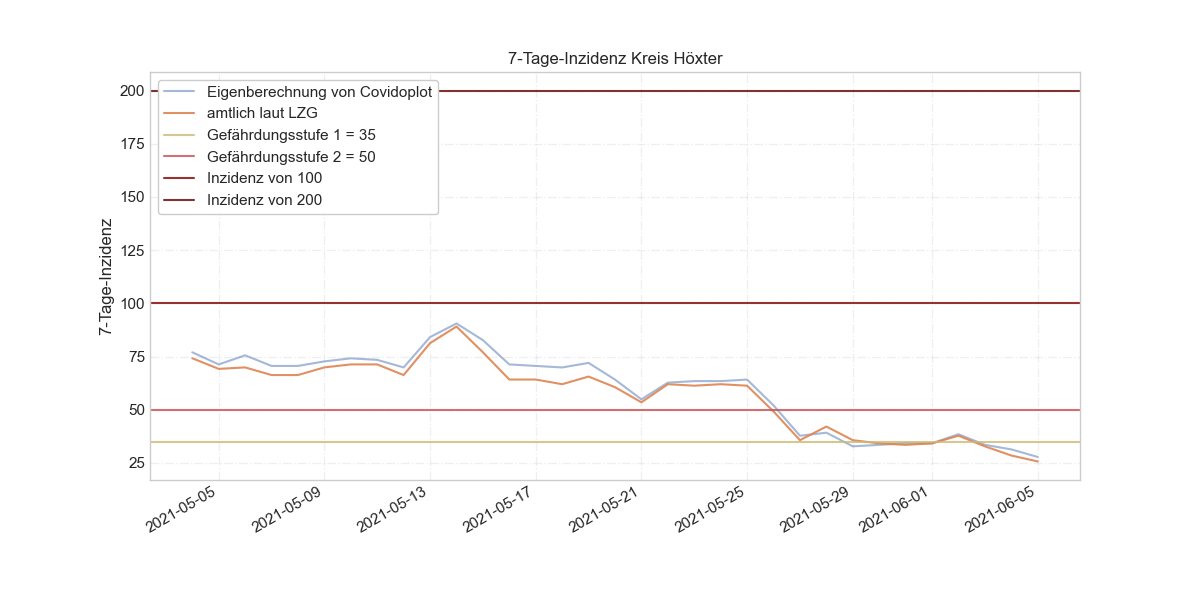 7-Tage-Inzidenz Kreis Höxter
Eigenberechnung von Covidoplot
amtlich laut LZG
Gefährdungsstufe 1 = 35
Gefährdungsstufe 2 = 50
Inzidenz von 100
Inzidenz von 200
7-Tage-Inzidenz
200
175
150
125
100
75
50
25
2021-05-05
2021-05-09
2021-05-13
2021-05-17
2021-05-21
2021-05-25
2021-05-29
2021-06-01
2021-06-05